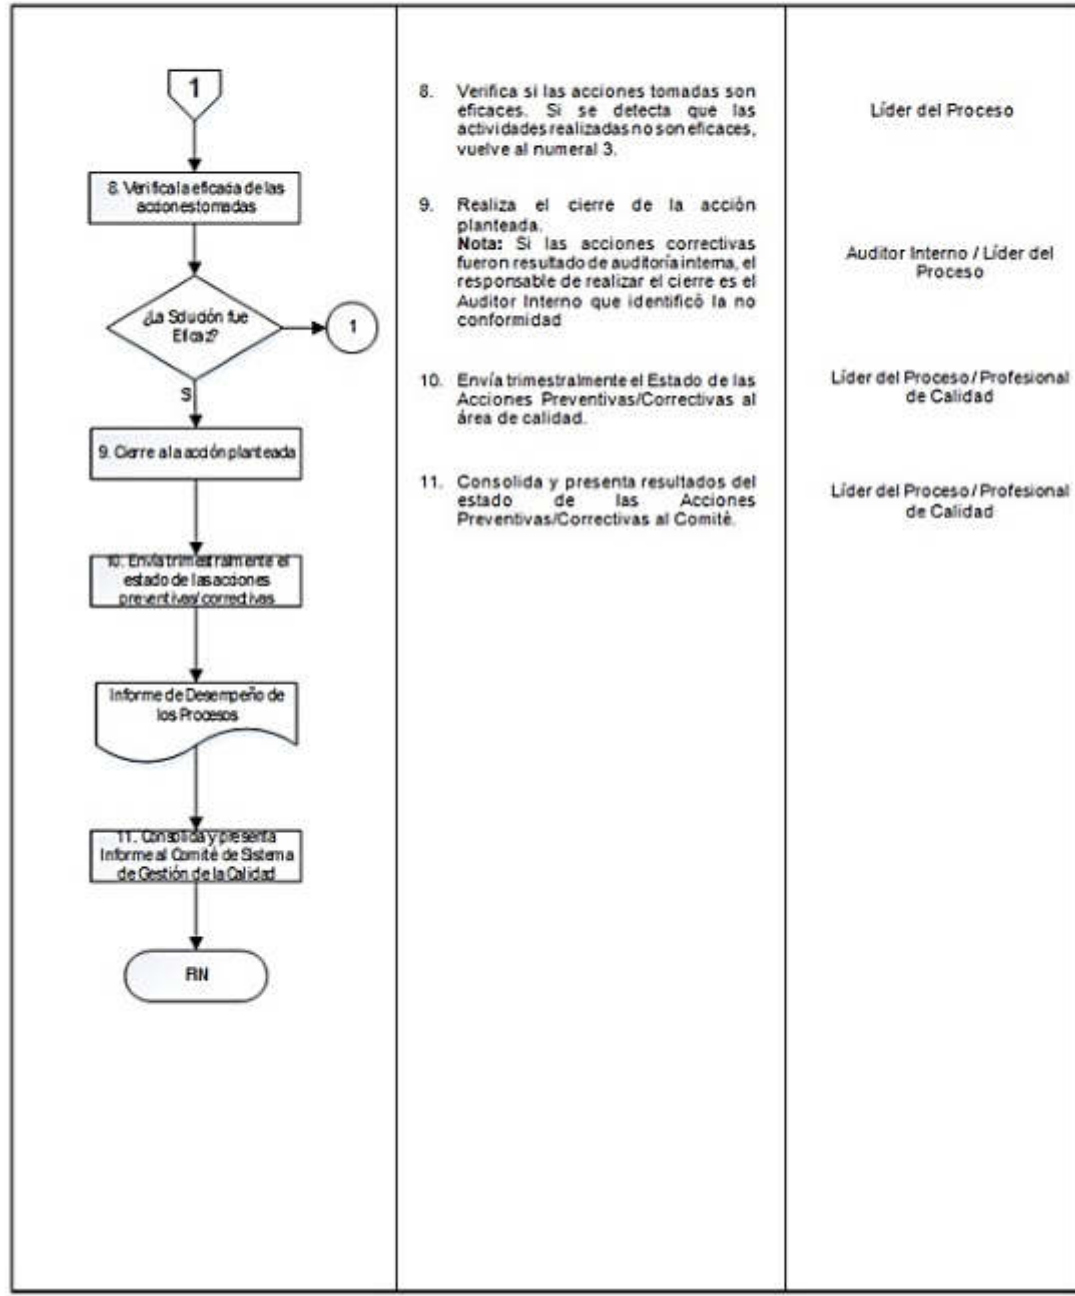 1
8. Verifica la eficacia de las
acciones tomadas
¿La Solución fue
Eficaz?
1
S
9. Cierre a la acción planteada
10. Envía trimestralmente el
estado de las acciones
preventivas/ correctivas
Informe de Desempeño de
los Procesos
11. Consolida y presenta
Informe al Comité de Sistema
de Gestión de la Calidad
FIN
8. Verifica si las acciones tomadas son
eficaces. Si se detecta que las
actividades realizadas no son eficaces,
vuelve al numeral 3.
9. Realiza el cierre de la acción
planteada.
Nota: Si las acciones correctivas
fueron resultado de auditoría interna, el
responsable de realizar el cierre es el
Auditor Interno que identificó la no
conformidad
10. Envía trimestralmente el Estado de las
Acciones Preventivas/Correctivas al
área de calidad.
11. Consolida y presenta resultados del
estado de las Acciones
Preventivas/Correctivas al Comité.
Líder del Proceso
Auditor Interno / Líder del
Proceso
Líder del Proceso / Profesional
de Calidad
Líder del Proceso / Profesional
de Calidad